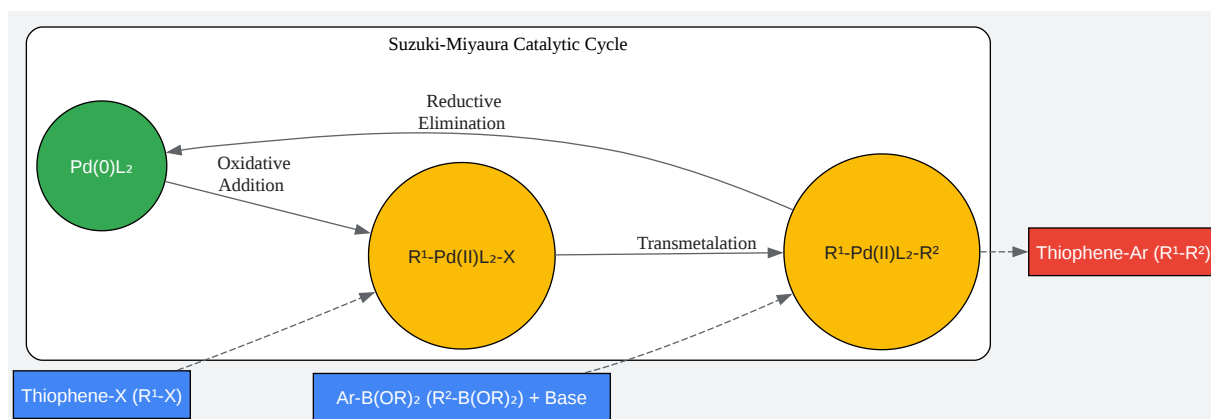 Suzuki-Miyaura Catalytic Cycle
Reductive
Elimination
Pd(0)L₂
Oxidative
Addition
R¹-Pd(II)L₂-X
Transmetalation
R¹-Pd(II)L₂-R²
Thiophene-Ar (R¹-R²)
Thiophene-X (R¹-X)
Ar-B(OR)₂ (R²-B(OR)₂) + Base